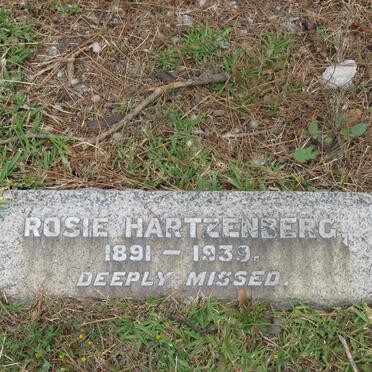 ROSIE HARTZENBERG.
1891 - 1939.
DEEPLY MISSED.